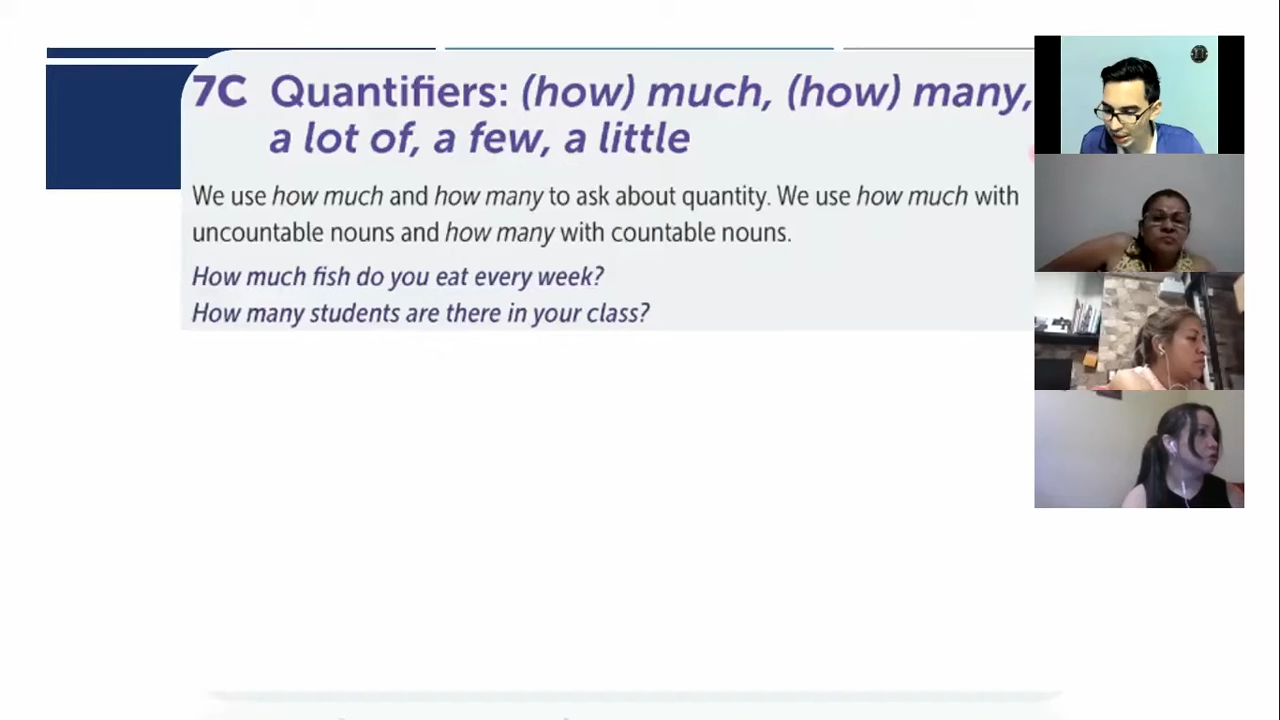 7C Quantifiers: (how) much, (how) many,
a lot of, a few, a little
We use how much and how many to ask about quantity. We use how much with
uncountable nouns and how many with countable nouns.
How much fish do you eat every week?
How many students are there in your class?